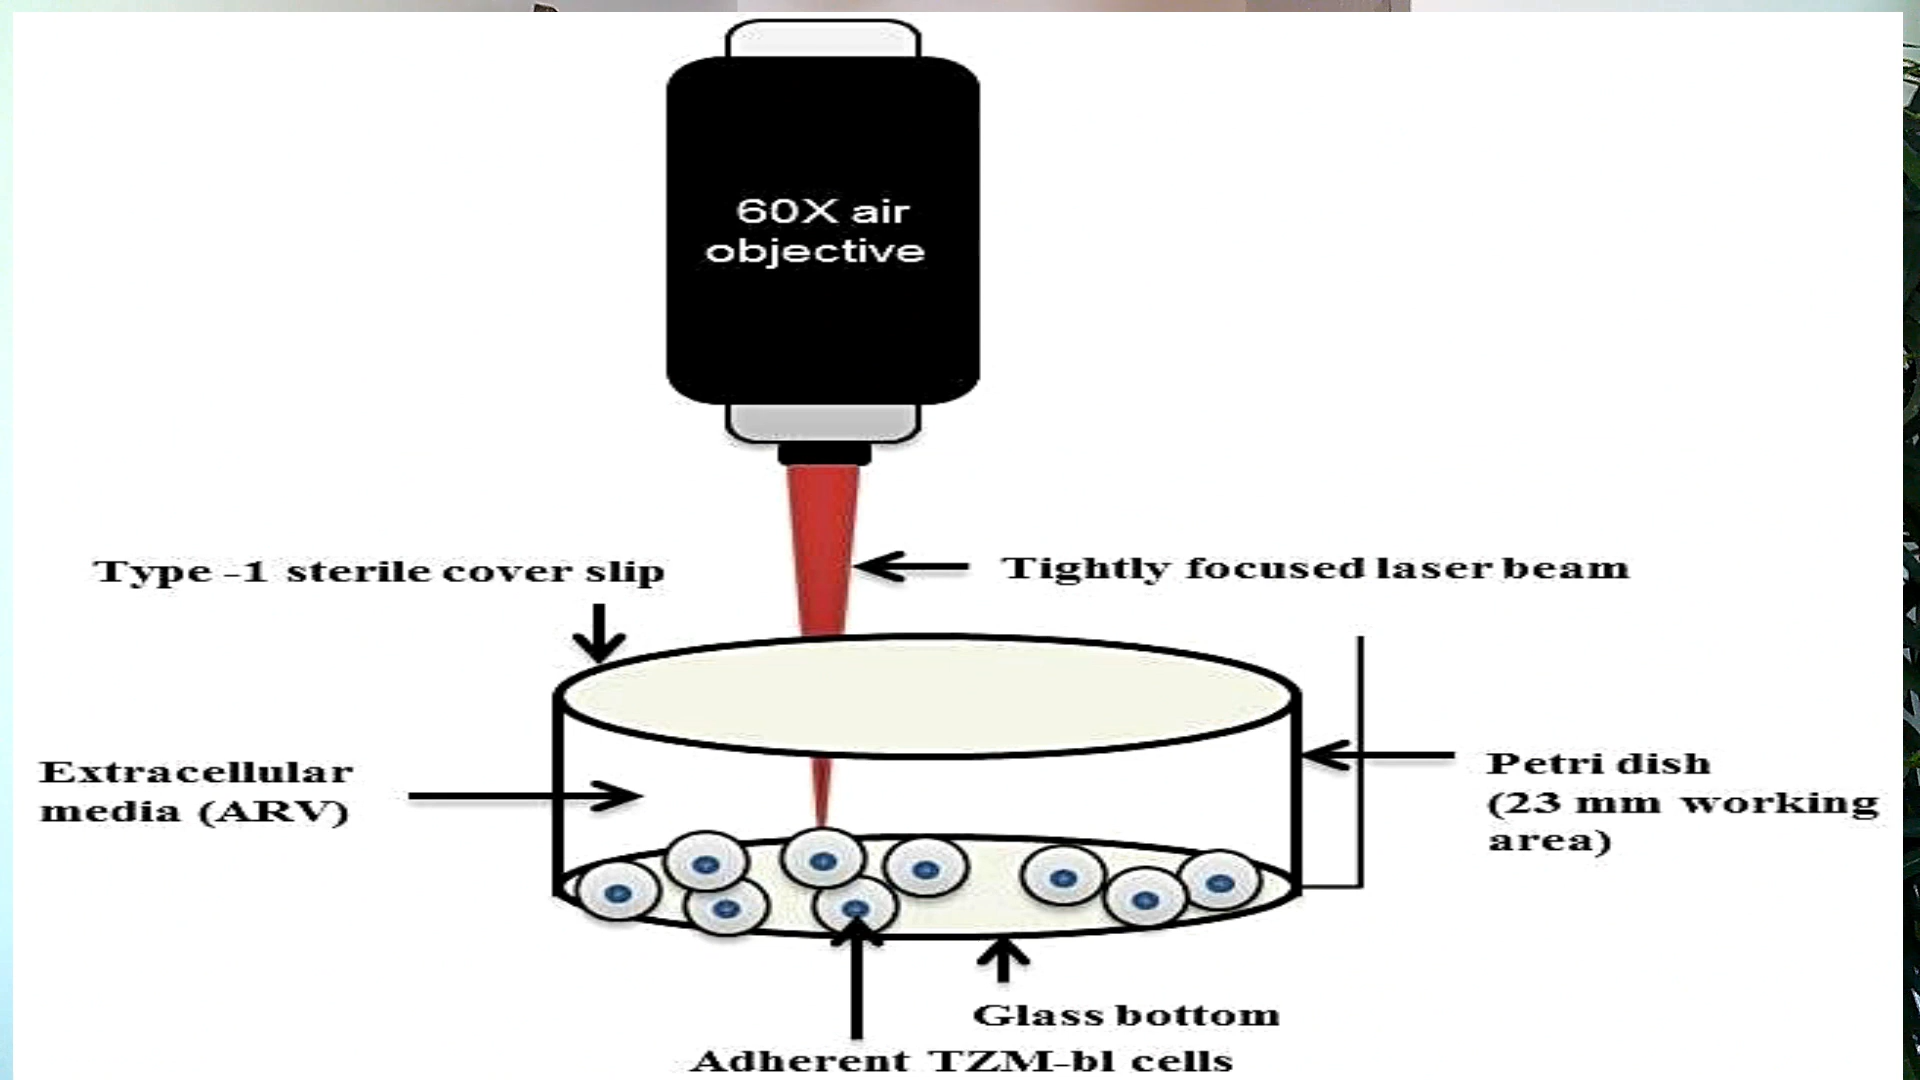 60X air
objective
Type -1 sterile cover slip
Tightly focused laser beam
Extracellular
media (ARV)
Petri dish
(23 mm working
area)
Glass bottom
Adherent TZM-bl cells